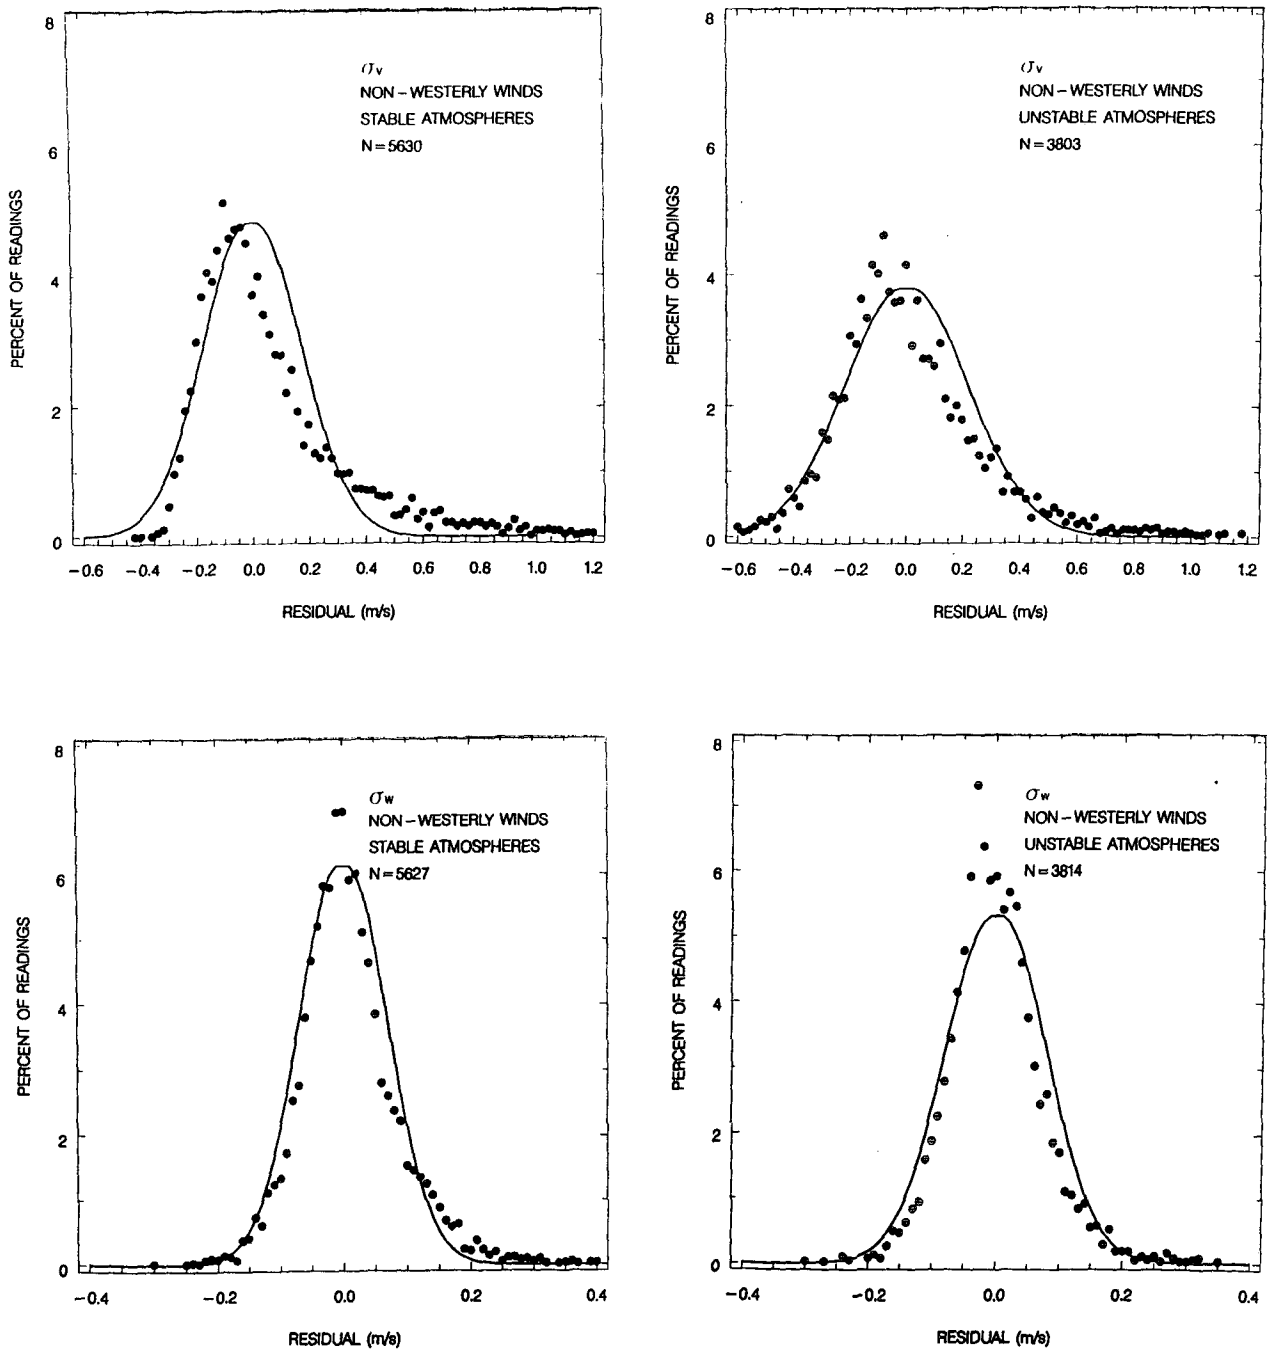 8
6
4
2
0
PERCENT OF READINGS
σv
NON-WESTERLY WINDS
STABLE ATMOSPHERES
N=5630
-0.6 -0.4 -0.2 0.0 0.2 0.4 0.6 0.8 1.0 1.2
RESIDUAL (m/s)
8
6
4
2
0
PERCENT OF READINGS
σv
NON-WESTERLY WINDS
UNSTABLE ATMOSPHERES
N=3803
-0.6 -0.4 -0.2 0.0 0.2 0.4 0.6 0.8 1.0 1.2
RESIDUAL (m/s)
8
6
4
2
0
PERCENT OF READINGS
σw
NON-WESTERLY WINDS
STABLE ATMOSPHERES
N=5627
-0.4 -0.2 0.0 0.2 0.4
RESIDUAL (m/s)
8
6
4
2
0
PERCENT OF READINGS
σw
NON-WESTERLY WINDS
UNSTABLE ATMOSPHERES
N=3814
-0.4 -0.2 0.0 0.2 0.4
RESIDUAL (m/s)